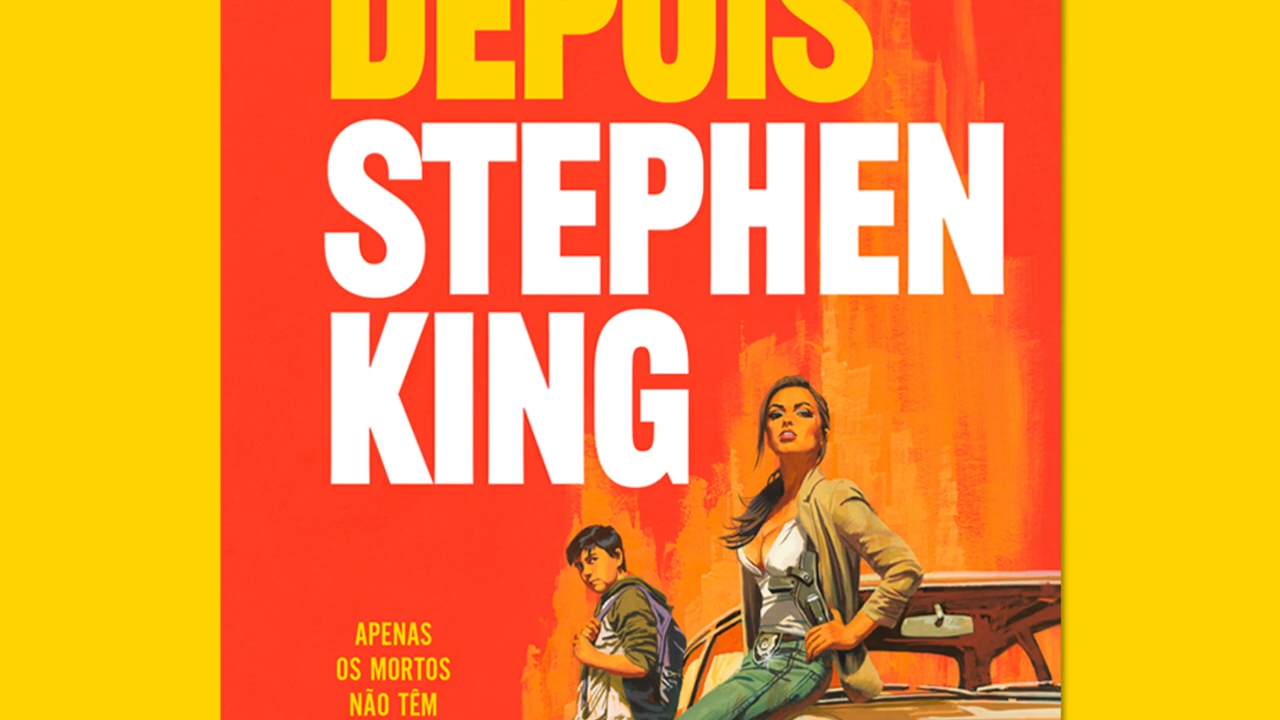 DEPOIS
STEPHEN
KING
APENAS
OS MORTOS
NÃO TÊM